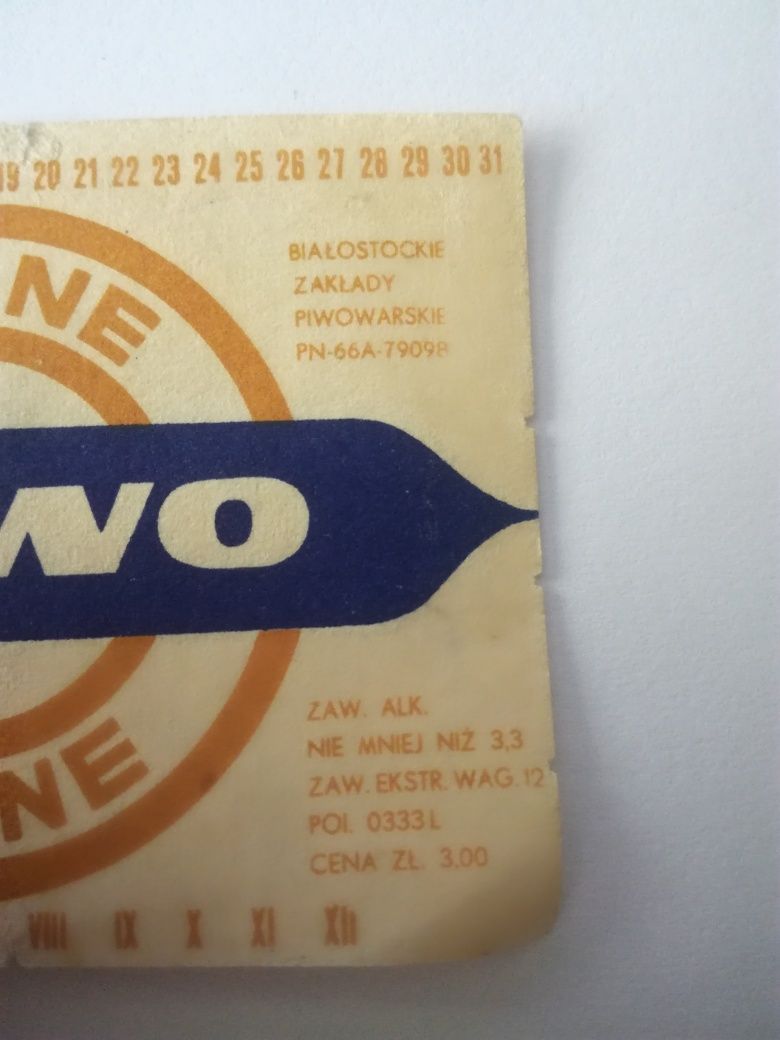 19 20 21 22 23 24 25 26 27 28 29 30 31
NE
BIAŁOSTOCKIE
ZAKŁADY
PIWOWARSKIE
PN-66A-79098
WO
NE
ZAW. ALK.
NIE MNIEJ NIŻ 3,3
ZAW. EKSTR. WAG. 12
POJ. 0333 L
CENA ZŁ. 3.00
VIII IX X XI XII